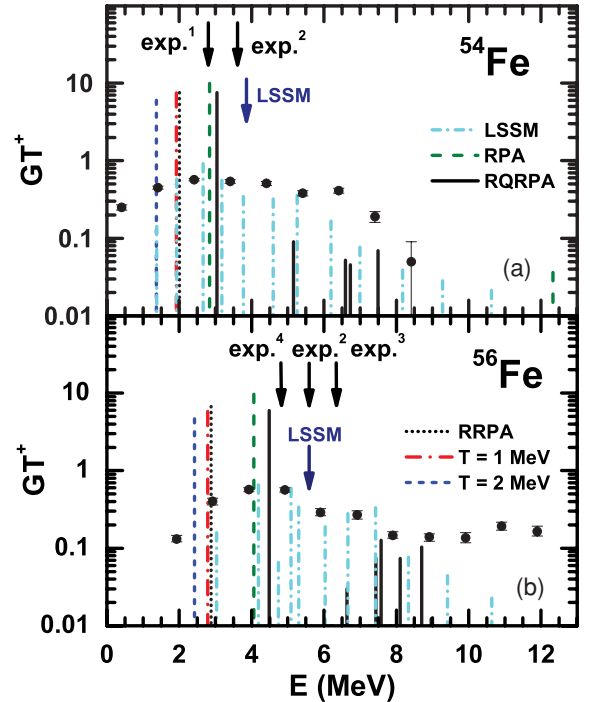 exp.¹ exp.² ⁵⁴Fe
LSSM
LSSM
RPA
RQRPA
GT⁺
10
1
0.1
0.01
(a)
exp.⁴ exp.² exp.³ ⁵⁶Fe
LSSM
RRPA
T = 1 MeV
T = 2 MeV
GT⁺
10
1
0.1
0.01
(b)
0 2 4 6 8 10 12
E (MeV)